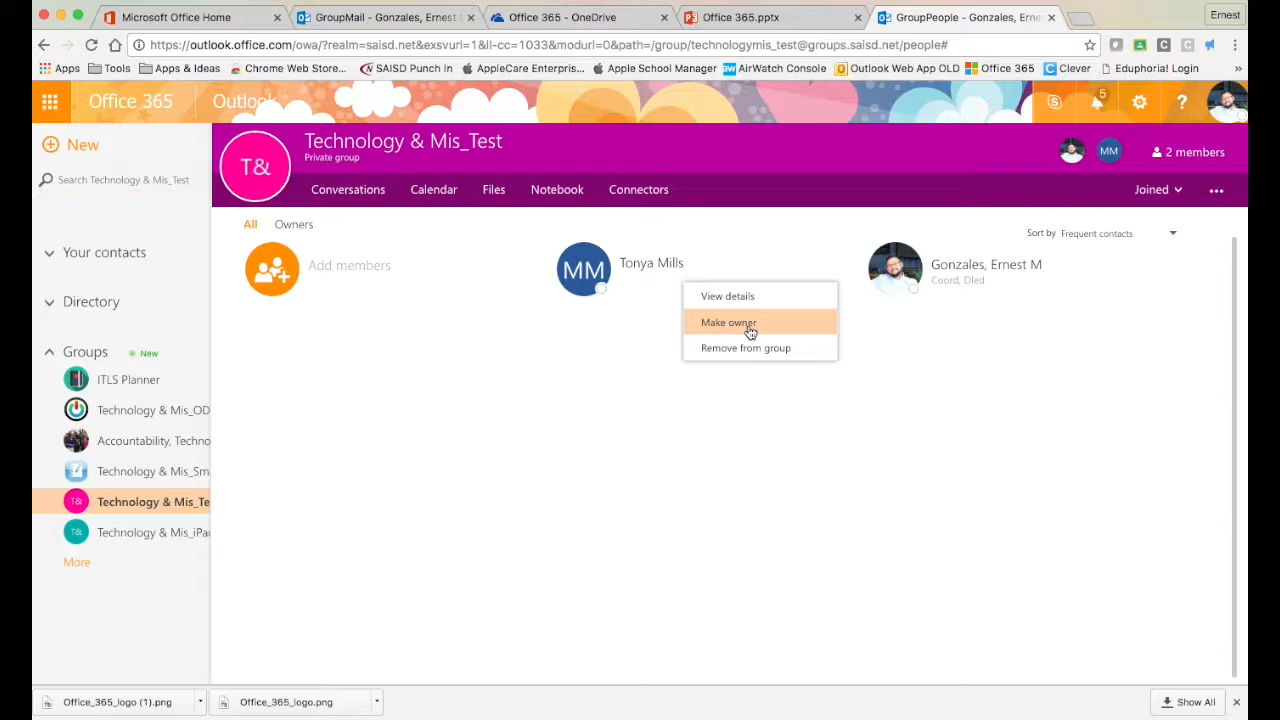 Microsoft Office Home
GroupMail - Gonzales, Ernest
Office 365 - OneDrive
Office 365.pptx
GroupPeople - Gonzales, Ern
Ernest
https://outlook.office.com/owa/?realm=saisd.net&exsvurl=1&ll-cc=1033&modurl=0&path=/group/technologymis_test@groups.saisd.net/people#
Apps
Tools
Apps & Ideas
Chrome Web Store...
SAISD Punch In
AppleCare Enterpris...
Apple School Manager
AirWatch Console
Outlook Web App OLD
Office 365
Clever
Eduphoria! Login
»
Office 365
Outlook
5
?
New
Search Technology & Mis_Test
Your contacts
Directory
Groups
New
ITLS Planner
Technology & Mis_OD
Accountability, Techno
Technology & Mis_Sm
T& Technology & Mis_Te
T& Technology & Mis_iPa
More
T&
Technology & Mis_Test
Private group
MM
2 members
Conversations
Calendar
Files
Notebook
Connectors
Joined
All
Owners
Sort by Frequent contacts
Add members
MM
Tonya Mills
Gonzales, Ernest M
Coord, Dled
View details
Make owner
Remove from group
Office_365_logo (1).png
Office_365_logo.png
Show All